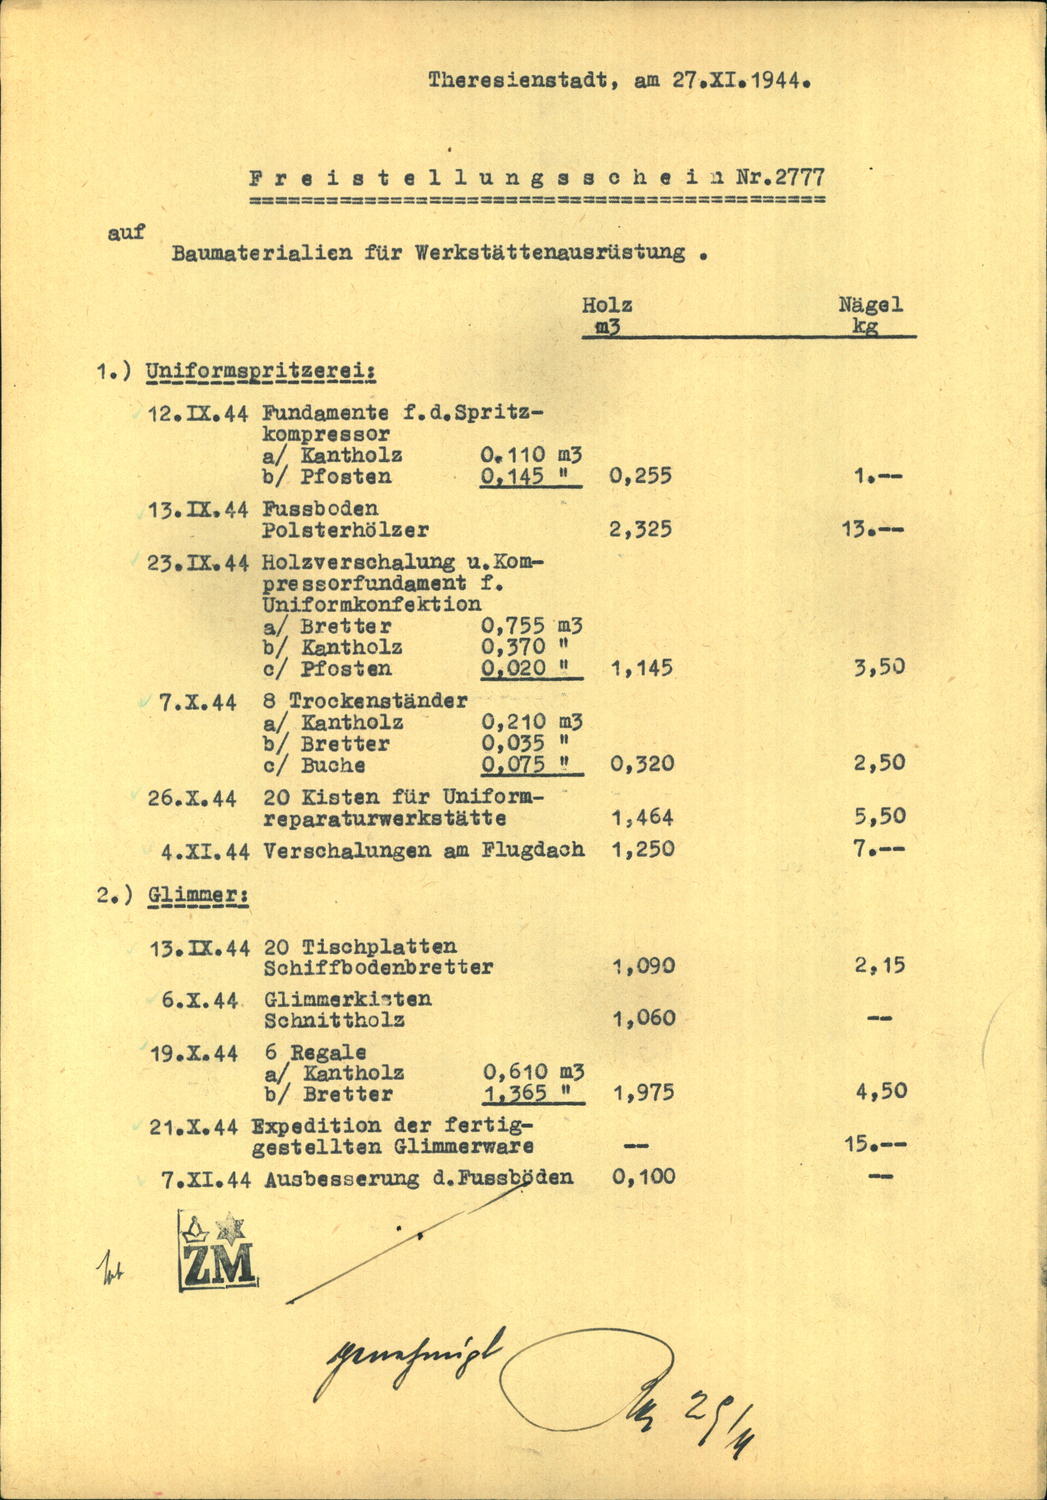 Theresienstadt, am 27.XI.1944.
F r e i s t e l l u n g s s c h e i n Nr.2777
==============================================
auf
Baumaterialien für Werkstättenausrüstung .
Holz Nägel
m3 kg
1.) Uniformspritzerei:
12.IX.44 Fundamente f.d.Spritz-
kompressor
a/ Kantholz 0.110 m3
b/ Pfosten 0,145 " 0,255 1.--
13.IX.44 Fussboden
Polsterhölzer 2,325 13.--
23.IX.44 Holzverschalung u.Kom-
pressorfundament f.
Uniformkonfektion
a/ Bretter 0,755 m3
b/ Kantholz 0,370 "
c/ Pfosten 0,020 " 1,145 3,50
7.X.44 8 Trockenständer
a/ Kantholz 0,210 m3
b/ Bretter 0,035 "
c/ Buche 0,075 " 0,320 2,50
26.X.44 20 Kisten für Uniform-
reparaturwerkstätte 1,464 5,50
4.XI.44 Verschalungen am Flugdach 1,250 7.--
2.) Glimmer:
13.IX.44 20 Tischplatten
Schiffbodenbretter 1,090 2,15
6.X.44 Glimmerkisten
Schnittholz 1,060 --
19.X.44 6 Regale
a/ Kantholz 0,610 m3
b/ Bretter 1,365 " 1,975 4,50
21.X.44 Expedition der fertig-
gestellten Glimmerware -- 15.--
7.XI.44 Ausbesserung d.Fussböden 0,100 --
ZM
genehmigt
29/11